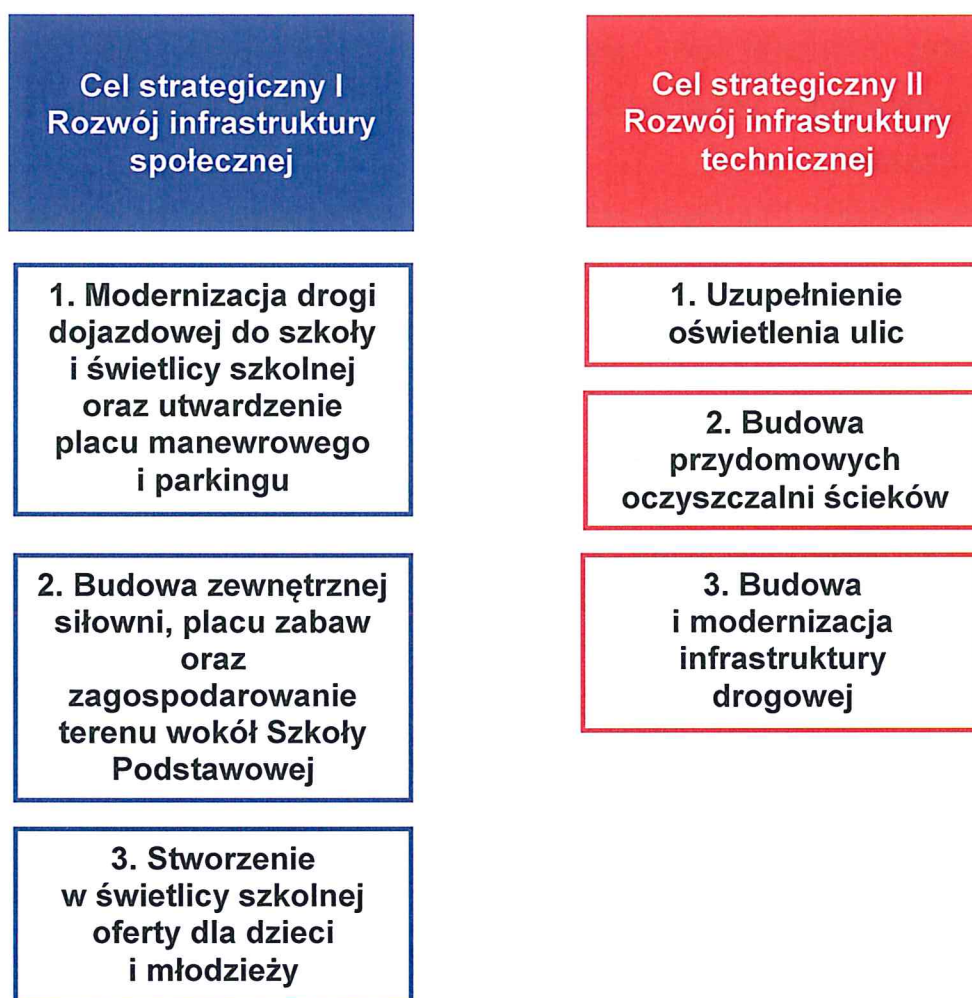 Cel strategiczny I
Rozwój infrastruktury
społecznej
1. Modernizacja drogi
dojazdowej do szkoły
i świetlicy szkolnej
oraz utwardzenie
placu manewrowego
i parkingu
2. Budowa zewnętrznej
siłowni, placu zabaw
oraz
zagospodarowanie
terenu wokół Szkoły
Podstawowej
3. Stworzenie
w świetlicy szkolnej
oferty dla dzieci
i młodzieży
Cel strategiczny II
Rozwój infrastruktury
technicznej
1. Uzupełnienie
oświetlenia ulic
2. Budowa
przydomowych
oczyszczalni ścieków
3. Budowa
i modernizacja
infrastruktury
drogowej